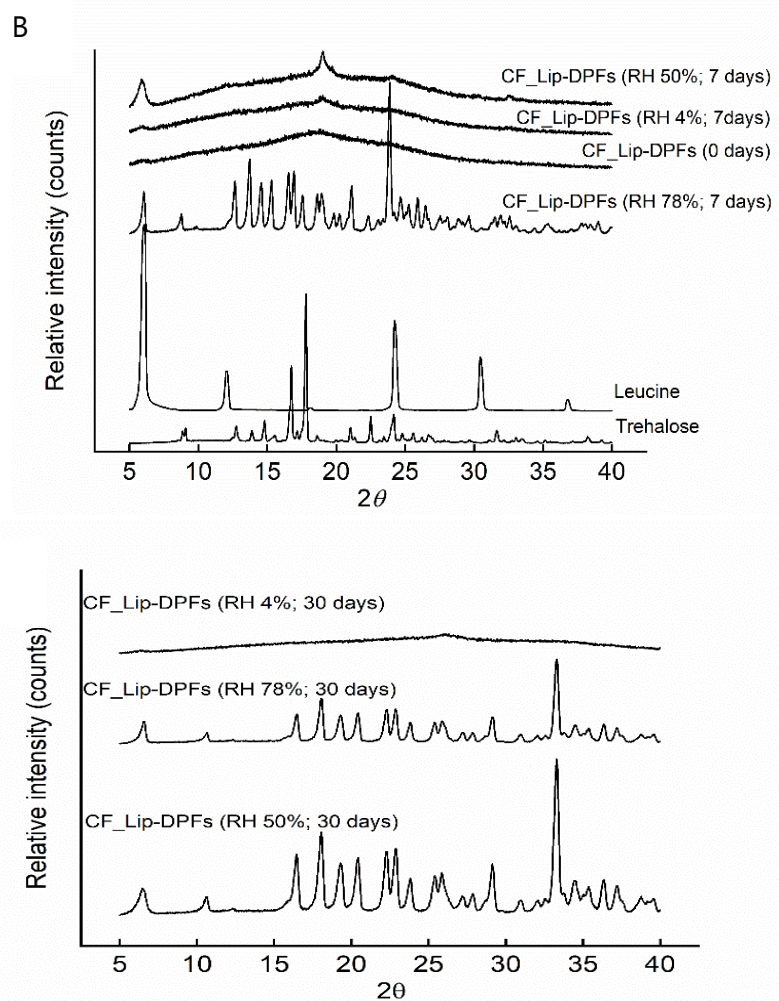 B
Relative intensity (counts)
CF_Lip-DPFs (RH 50%; 7 days)
CF_Lip-DPFs (RH 4%; 7days)
CF_Lip-DPFs (0 days)
CF_Lip-DPFs (RH 78%; 7 days)
Leucine
Trehalose
5 10 15 20 25 30 35 40
2θ
Relative intensity (counts)
CF_Lip-DPFs (RH 4%; 30 days)
CF_Lip-DPFs (RH 78%; 30 days)
CF_Lip-DPFs (RH 50%; 30 days)
5 10 15 20 25 30 35 40
2θ